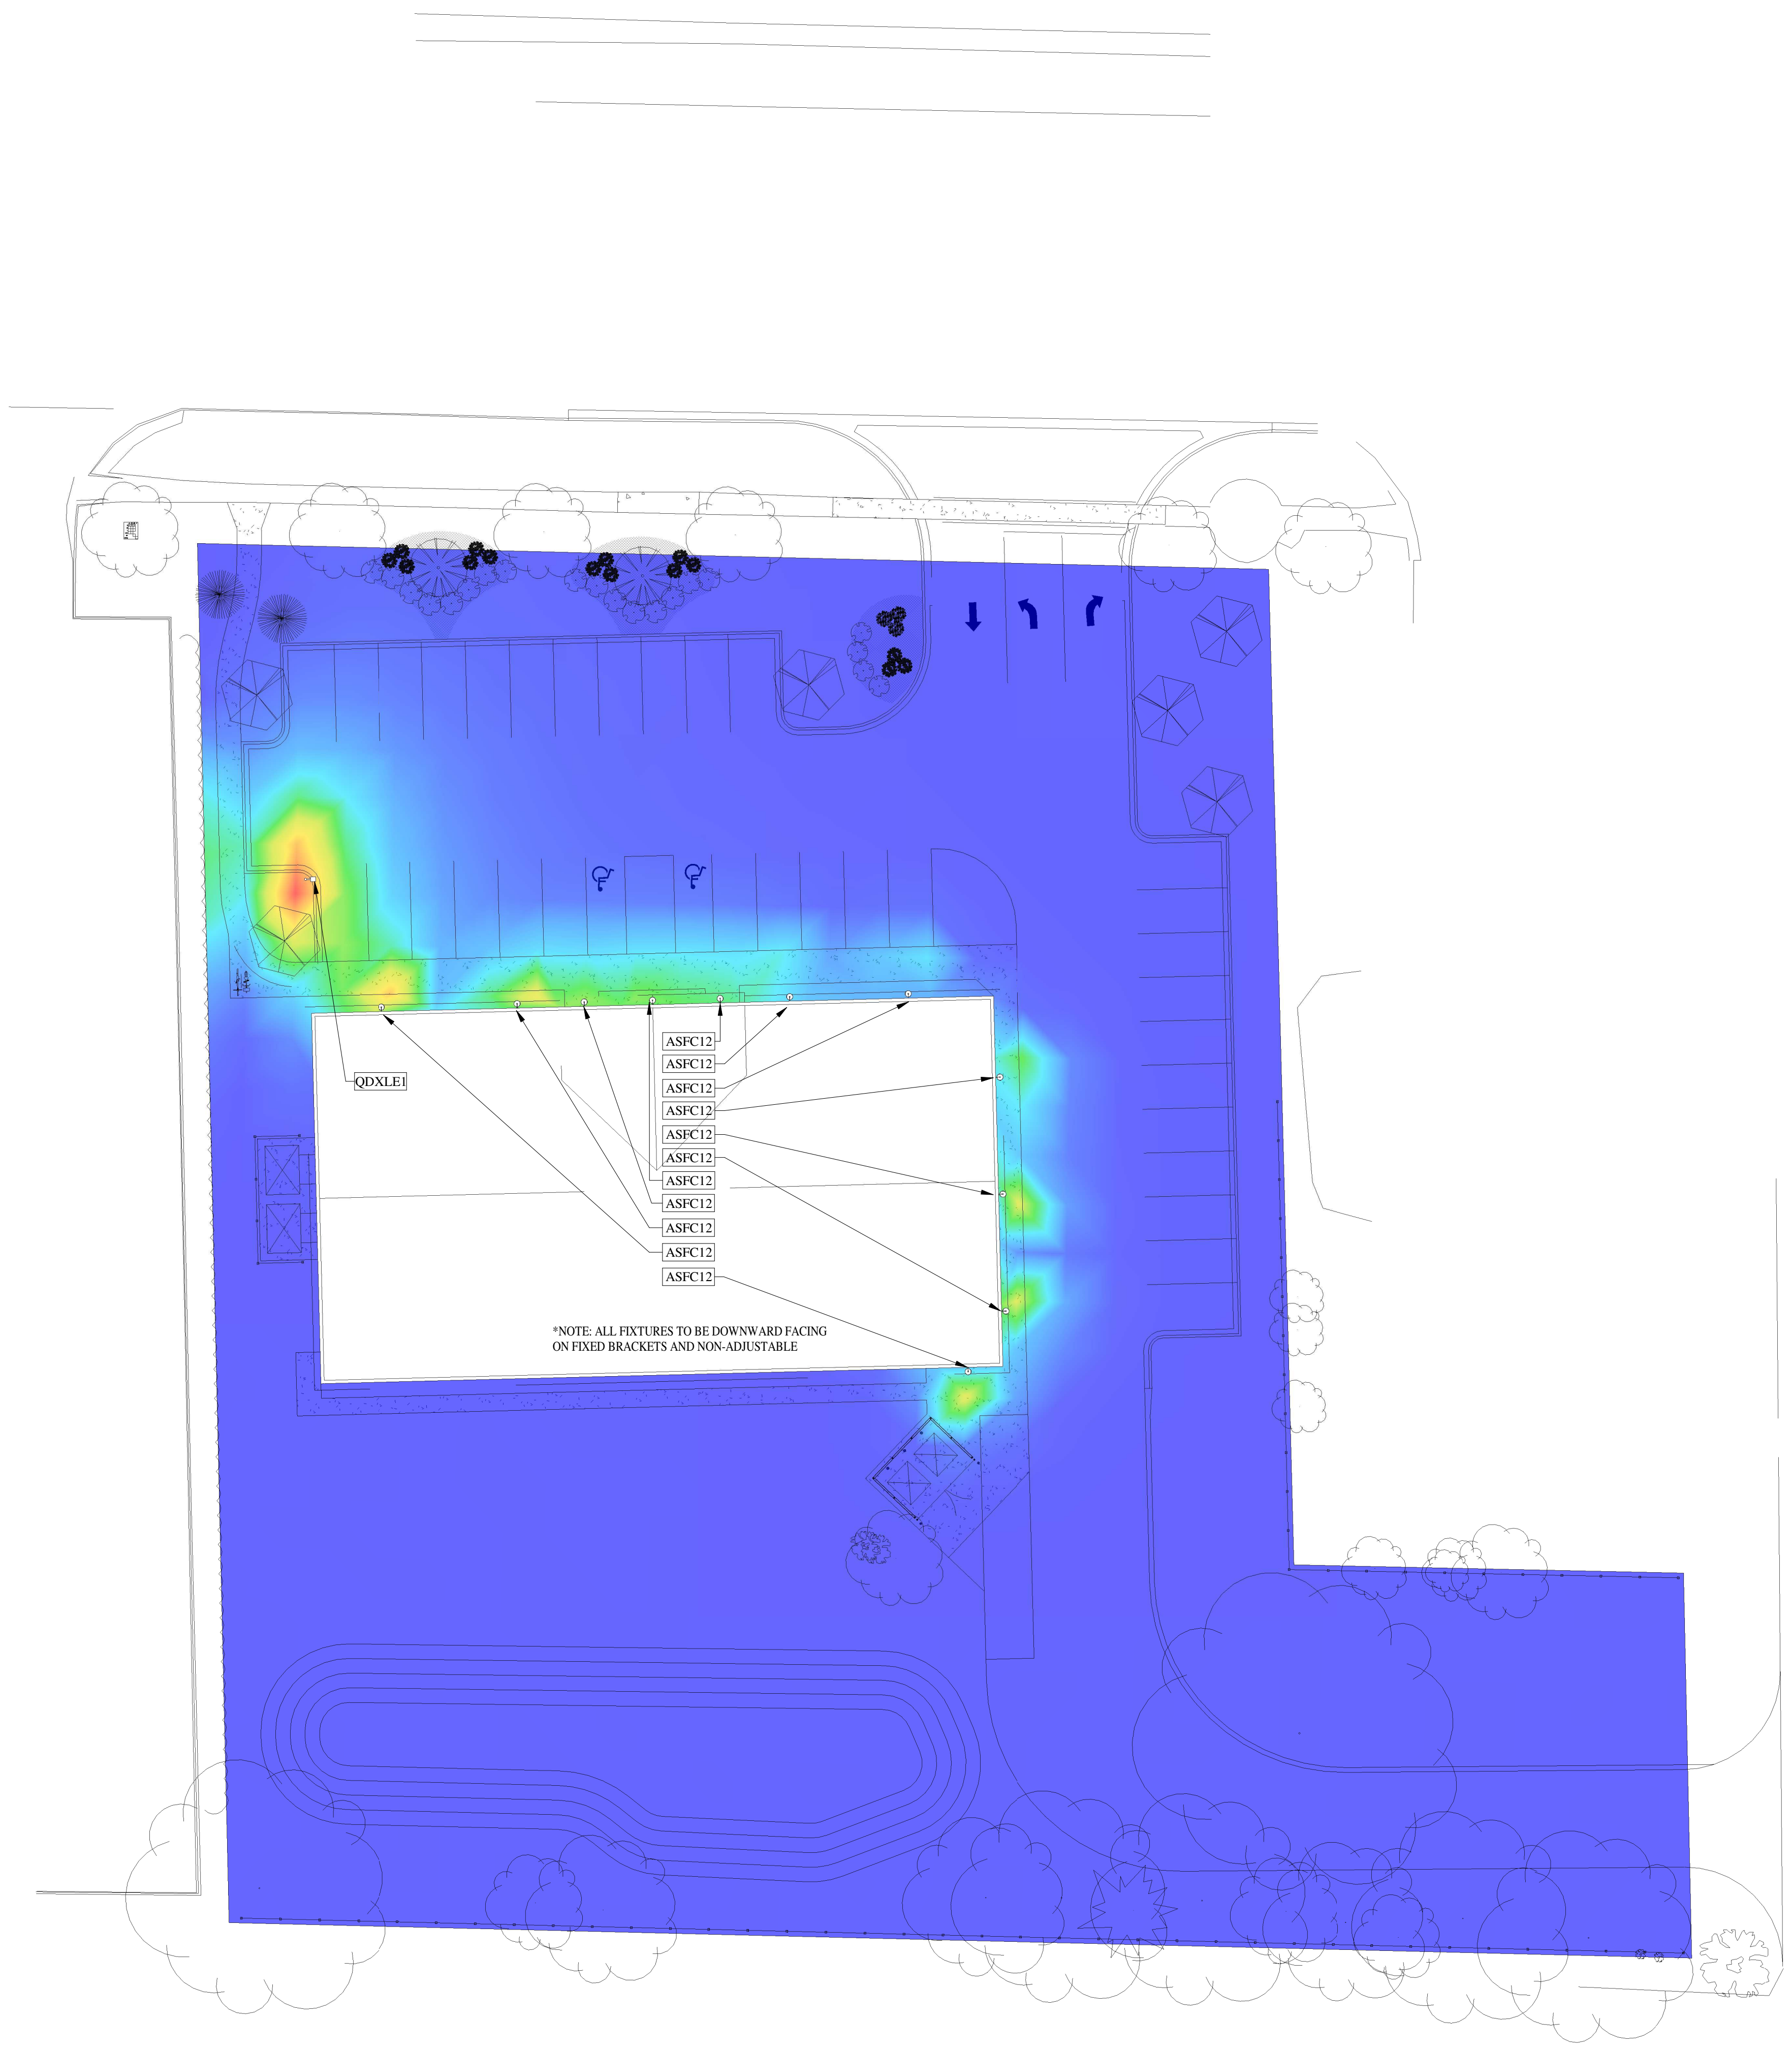 ASFC12
ASFC12
QDXLE1
ASFC12
ASFC12
ASFC12
ASFC12
ASFC12
ASFC12
ASFC12
ASFC12
ASFC12
*NOTE: ALL FIXTURES TO BE DOWNWARD FACING
ON FIXED BRACKETS AND NON-ADJUSTABLE